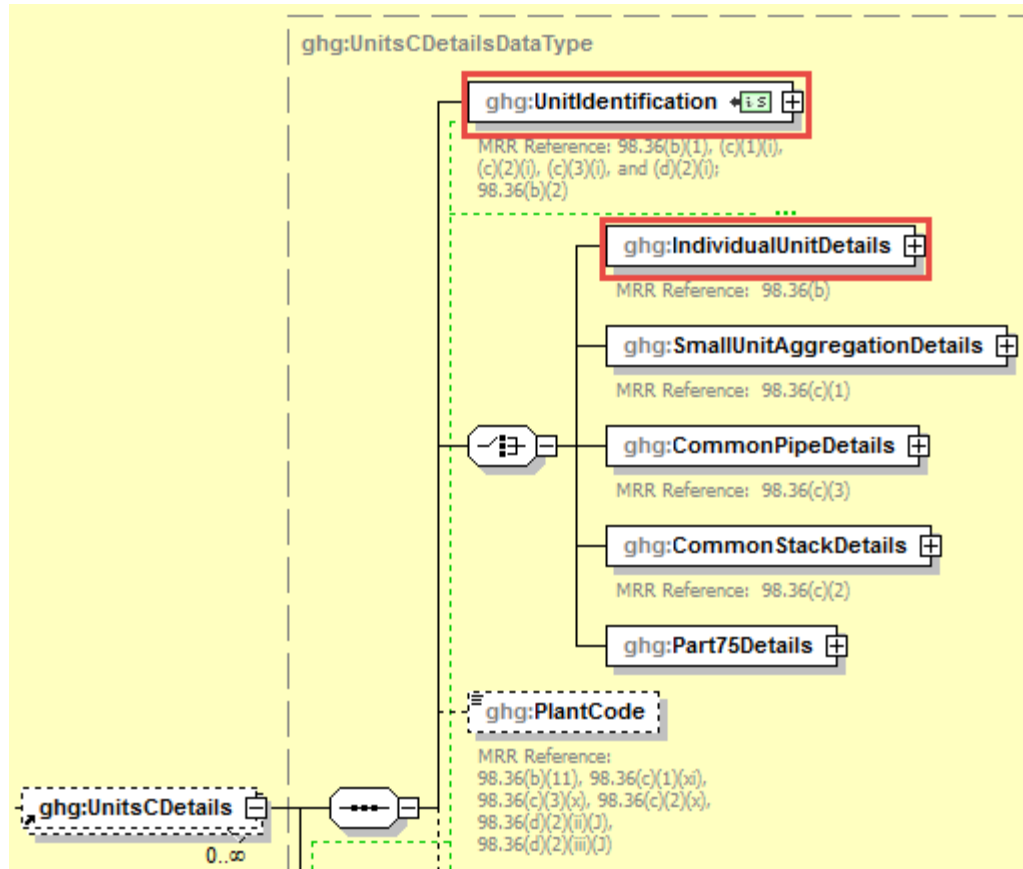 ghg:UnitsCDetailsDataType
ghg:UnitIdentification
i s
MRR Reference: 98.36(b)(1), (c)(1)(i),
(c)(2)(i), (c)(3)(i), and (d)(2)(i);
98.36(b)(2)
ghg:IndividualUnitDetails
MRR Reference: 98.36(b)
ghg:SmallUnitAggregationDetails
MRR Reference: 98.36(c)(1)
ghg:CommonPipeDetails
MRR Reference: 98.36(c)(3)
ghg:CommonStackDetails
MRR Reference: 98.36(c)(2)
ghg:Part75Details
ghg:PlantCode
MRR Reference:
98.36(b)(11), 98.36(c)(1)(xi),
98.36(c)(3)(x), 98.36(c)(2)(x),
98.36(d)(2)(ii)(J),
98.36(d)(2)(iii)(J)
ghg:UnitsCDetails
0..∞